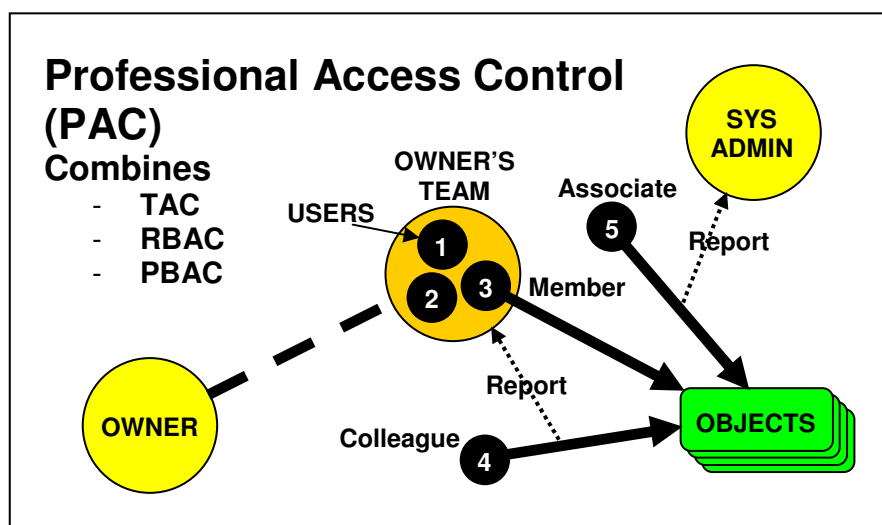 Professional Access Control
(PAC)
Combines
- TAC
- RBAC
- PBAC
OWNER'S
TEAM
USERS
1
2
3
Member
Associate
5
SYS
ADMIN
Report
Report
OWNER
Colleague
4
OBJECTS